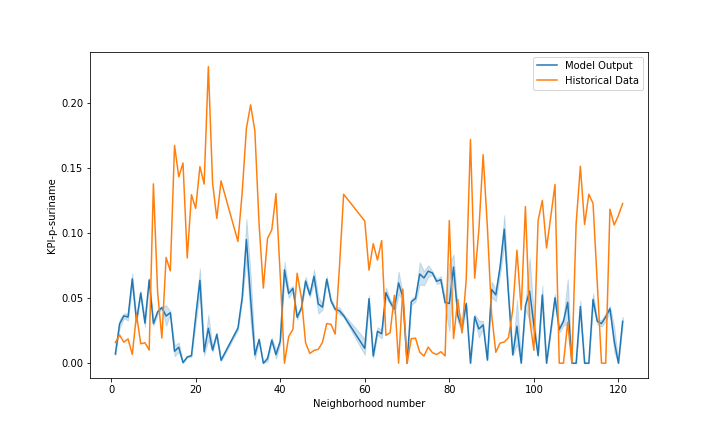 Model Output
Historical Data
KPI-p-suriname
0.20
0.15
0.10
0.05
0.00
0 20 40 60 80 100 120
Neighborhood number